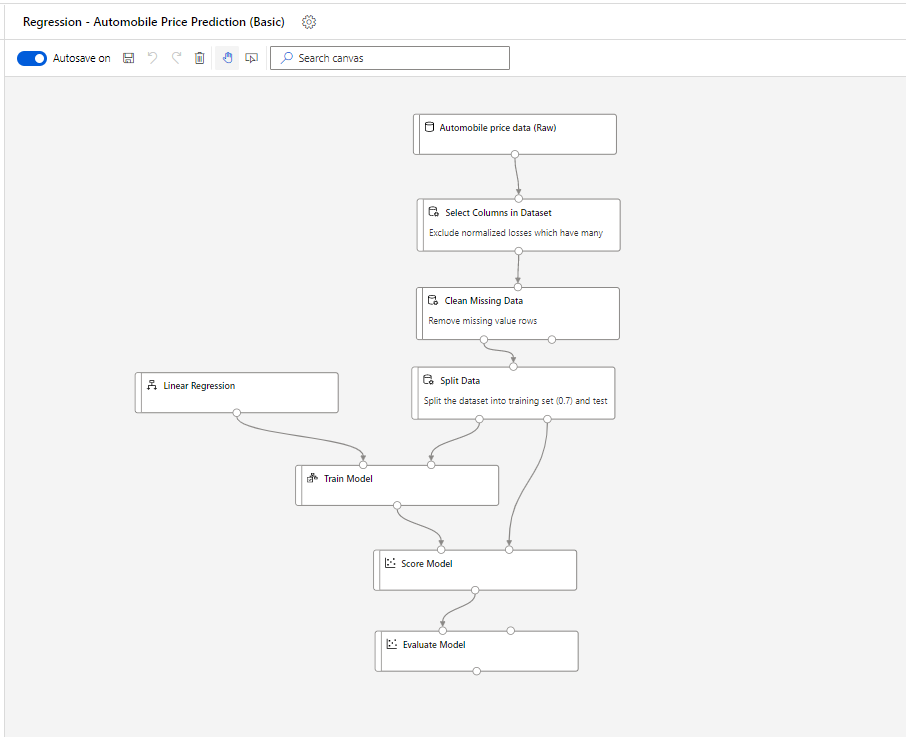 Regression - Automobile Price Prediction (Basic)
Autosave on
Search canvas
Automobile price data (Raw)
Select Columns in Dataset
Exclude normalized losses which have many
Clean Missing Data
Remove missing value rows
Split Data
Split the dataset into training set (0.7) and test
Linear Regression
Train Model
Score Model
Evaluate Model